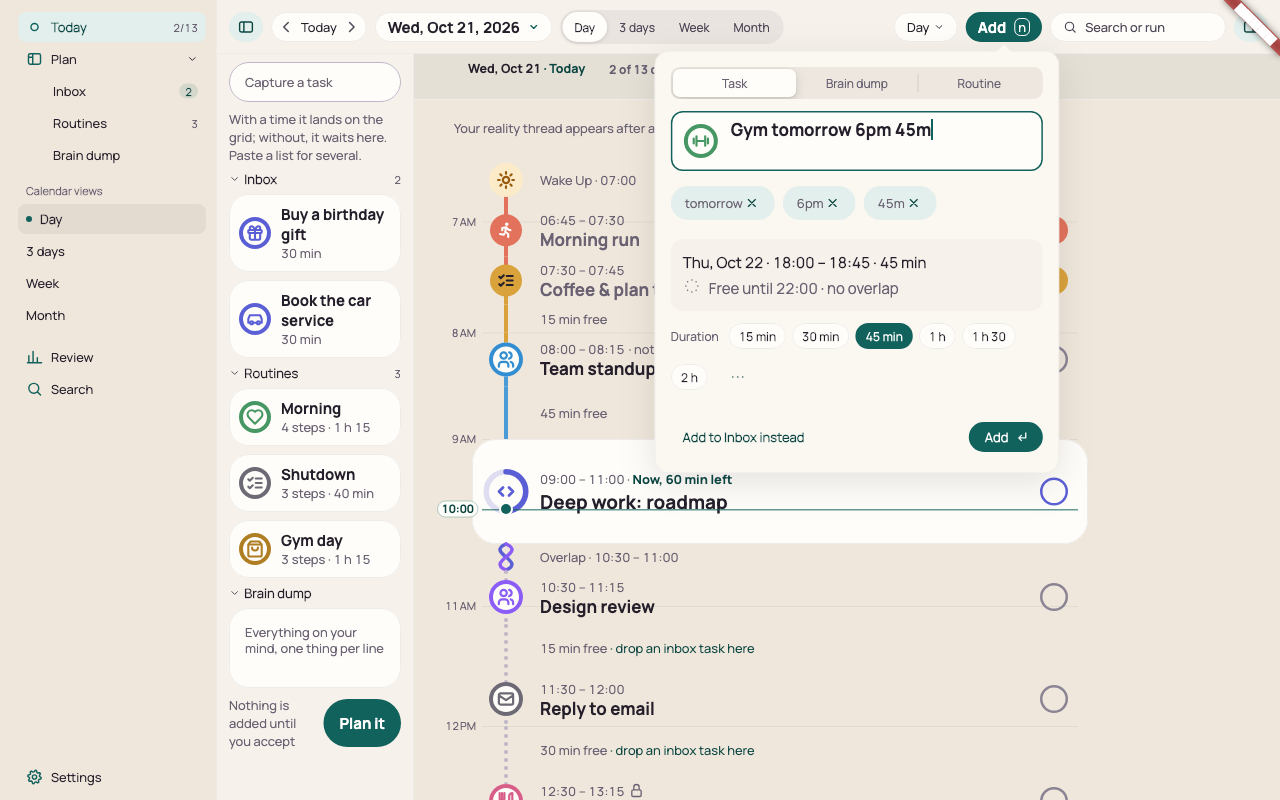 Today
2/13
Plan
Inbox
2
Routines
3
Brain dump
Calendar views
Day
3 days
Week
Month
Review
Search
Settings
Today
Wed, Oct 21, 2026
Day
3 days
Week
Month
Day
Add n
Search or run
Capture a task
With a time it lands on the
grid; without, it waits here.
Paste a list for several.
Inbox
2
Buy a birthday
gift
30 min
Book the car
service
30 min
Routines
3
Morning
4 steps · 1 h 15
Shutdown
3 steps · 40 min
Gym day
3 steps · 1 h 15
Brain dump
Everything on your
mind, one thing per line
Nothing is
added until
you accept
Plan it
Wed, Oct 21 · Today
2 of 13
Your reality thread appears after a
Wake Up · 07:00
7 AM
06:45 – 07:30
Morning run
07:30 – 07:45
Coffee & plan
15 min free
8 AM
08:00 – 08:15 · not
Team standup
45 min free
9 AM
09:00 – 11:00 · Now, 60 min left
Deep work: roadmap
10:00
Overlap · 10:30 – 11:00
10:30 – 11:15
11 AM
Design review
15 min free · drop an inbox task here
11:30 – 12:00
Reply to email
12 PM
30 min free · drop an inbox task here
12:30 – 13:15
Task
Brain dump
Routine
Gym tomorrow 6pm 45m
tomorrow
6pm
45m
Thu, Oct 22 · 18:00 – 18:45 · 45 min
Free until 22:00 · no overlap
Duration
15 min
30 min
45 min
1 h
1 h 30
2 h
···
Add to Inbox instead
Add